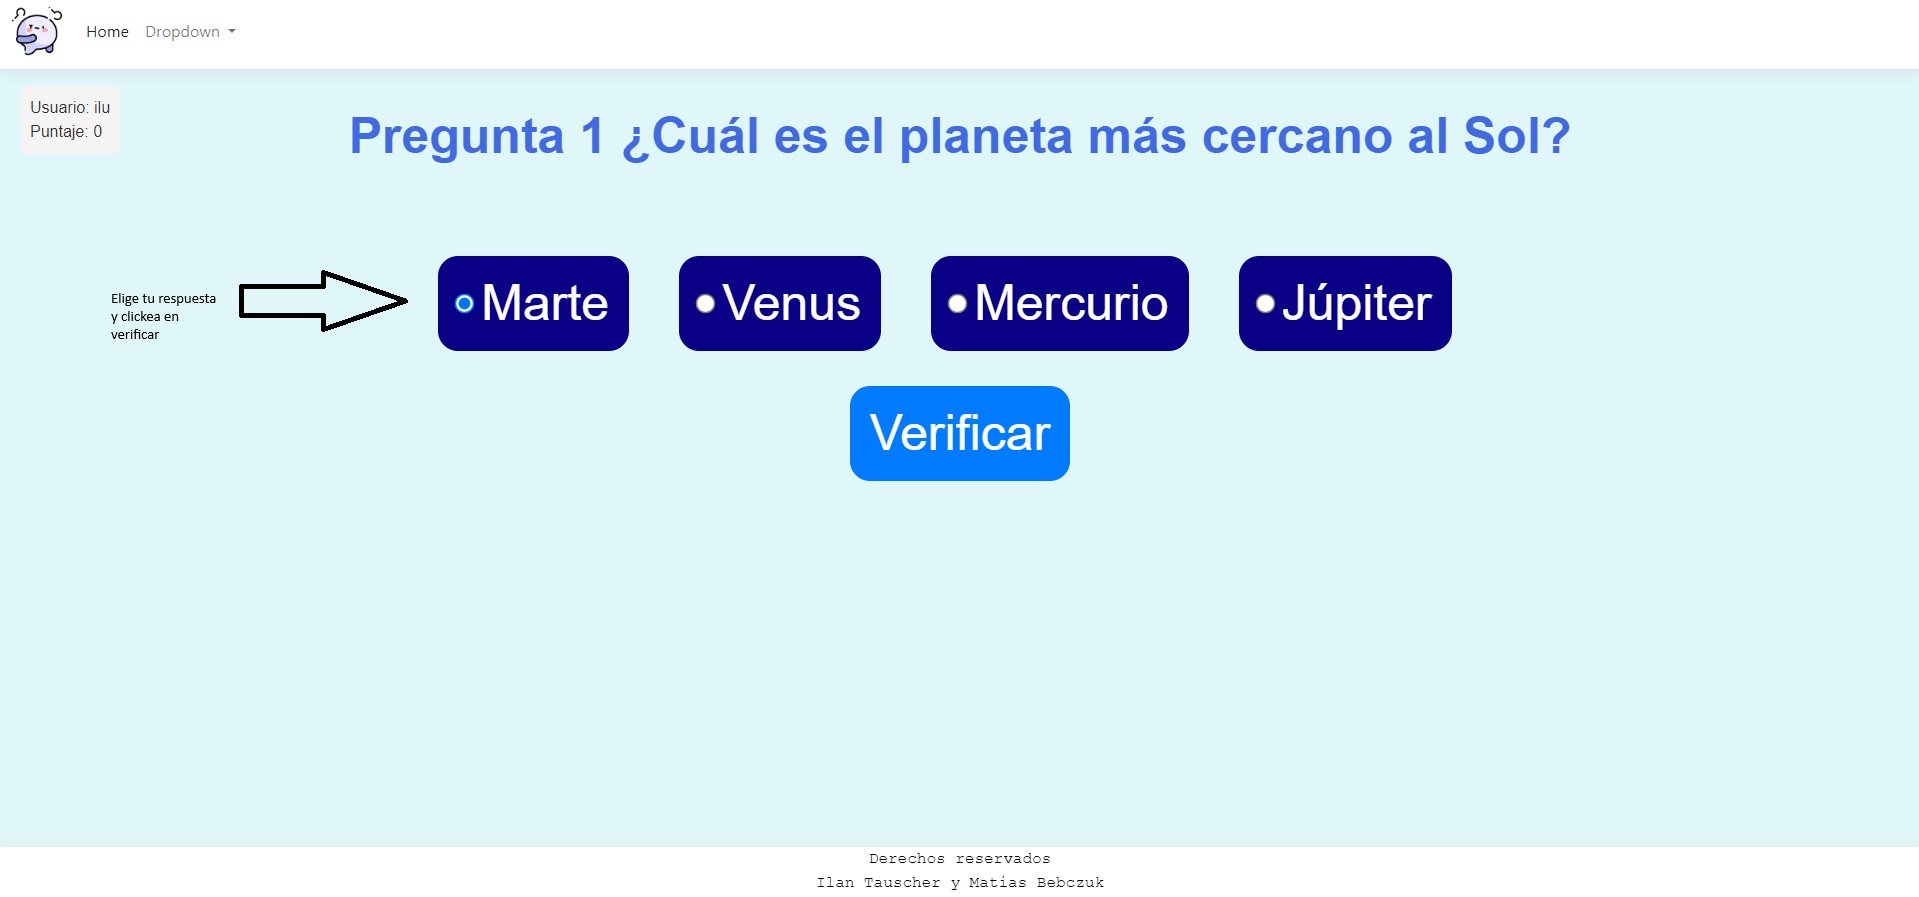 Home Dropdown
Usuario: ilu
Puntaje: 0
Pregunta 1 ¿Cuál es el planeta más cercano al Sol?
Elige tu respuesta
y clickea en
verificar
Marte Venus Mercurio Júpiter
Verificar
Derechos reservados
Ilan Tauscher y Matias Bebczuk